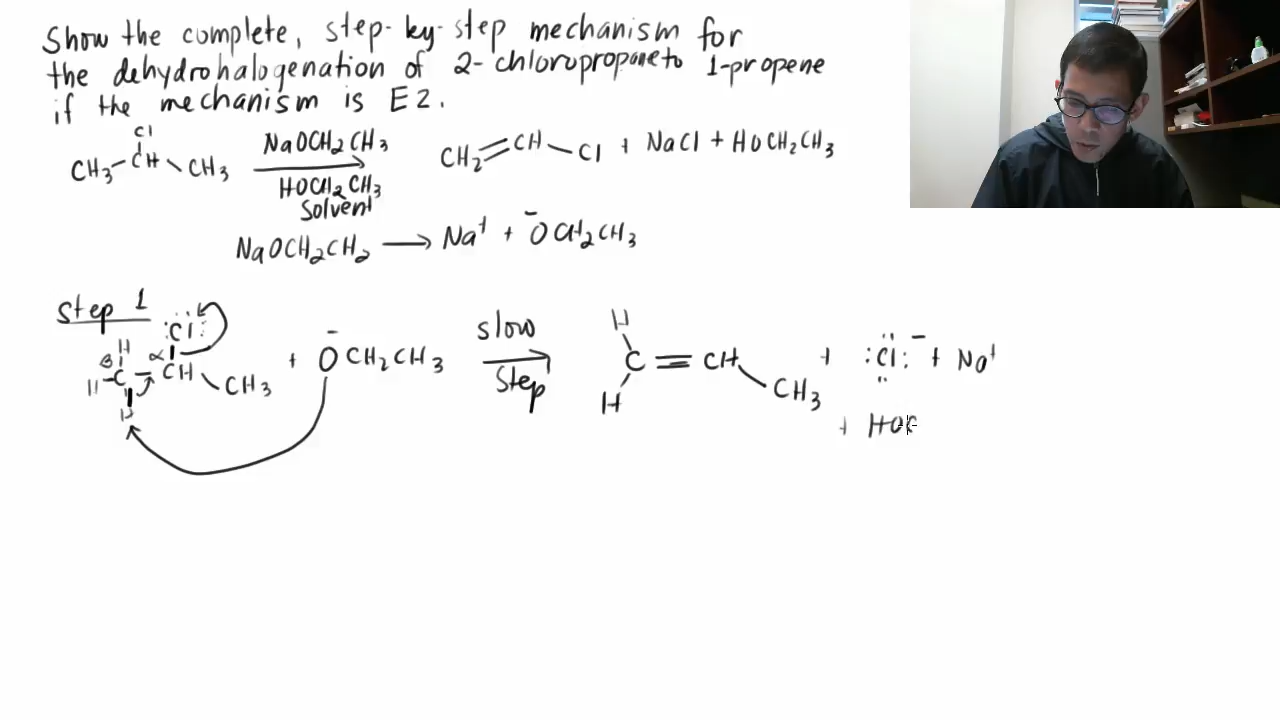 Show the complete, step-by-step mechanism for
the dehydrohalogenation of 2-chloropropane to 1-propene
if the mechanism is E2.
Cl
CH3-CH-CH3 NaOCH2CH3 CH2=CH-Cl + NaCl + HOCH2CH3
HOCH2CH3
Solvent
NaOCH2CH2 → Na+ + -OCH2CH3
Step 1
:Cl:
H
β α
H-C-CH-CH3 + -OCH2CH3 slow step H C=CH-CH3 + :Cl:- + Na+
H H
+ HO